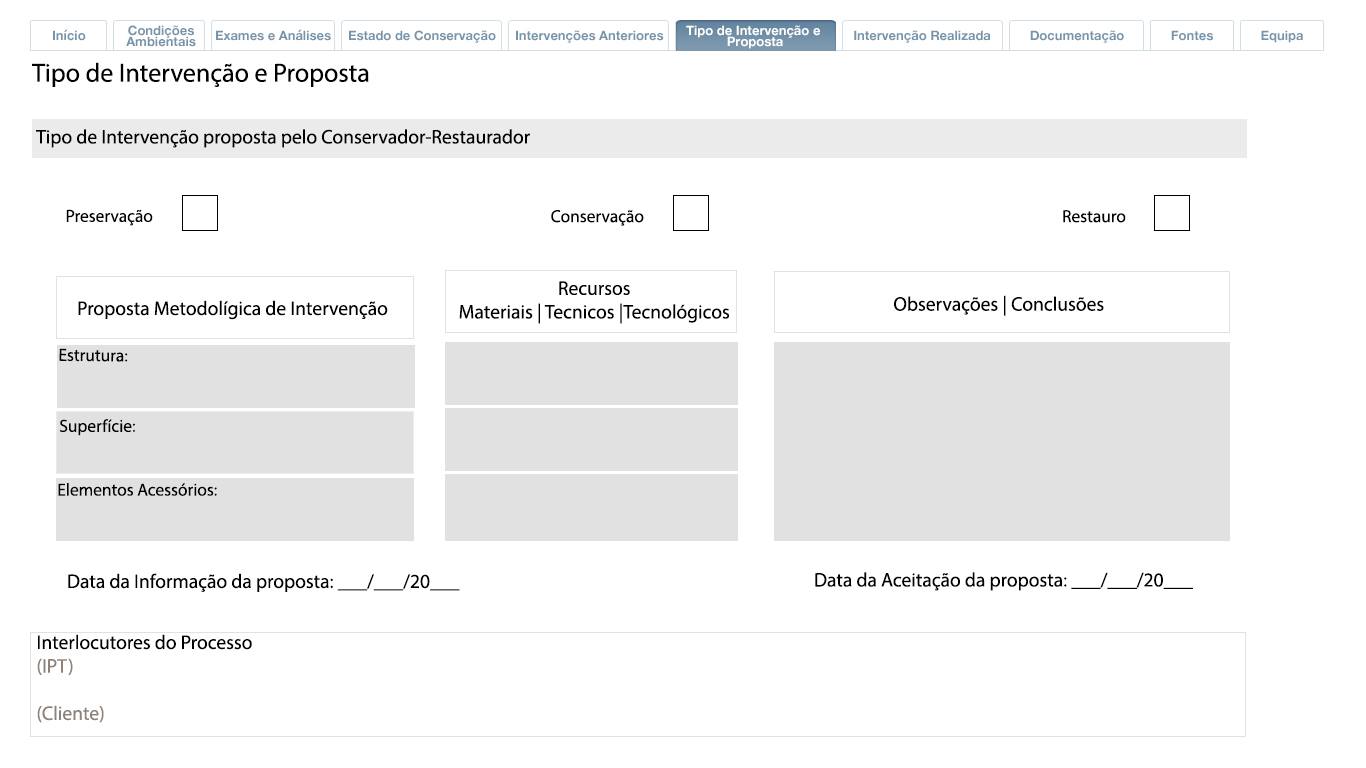 Início
Condições
Ambientais
Exames e Análises
Estado de Conservação
Intervenções Anteriores
Tipo de Intervenção e
Proposta
Intervenção Realizada
Documentação
Fontes
Equipa
Tipo de Intervenção e Proposta
Tipo de Intervenção proposta pelo Conservador-Restaurador
Preservação
Conservação
Restauro
Proposta Metodolígica de Intervenção
Recursos
Materiais | Tecnicos |Tecnológicos
Observações | Conclusões
Estrutura:
Superfície:
Elementos Acessórios:
Data da Informação da proposta: ___/___/20___
Data da Aceitação da proposta: ___/___/20___
Interlocutores do Processo
(IPT)
(Cliente)